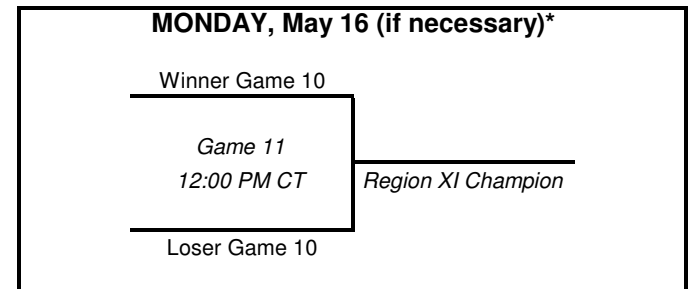 MONDAY, May 16 (if necessary)*
Winner Game 10
Game 11
12:00 PM CT
Region XI Champion
Loser Game 10